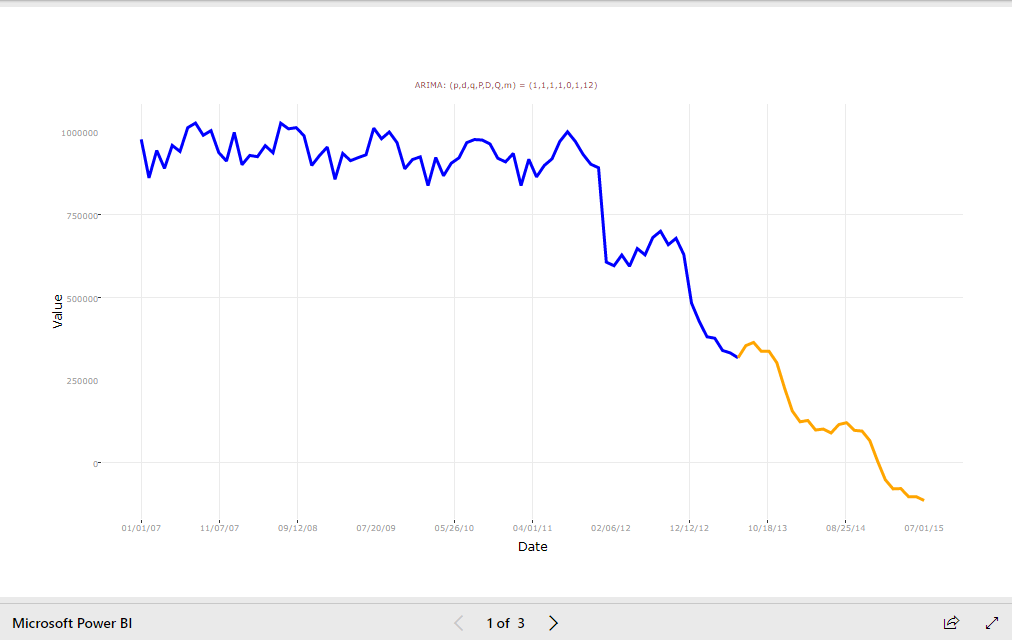 ARIMA: (p,d,q,P,D,Q,m) = (1,1,1,1,0,1,12)
1000000
750000
500000
250000
0
Value
01/01/07 11/07/07 09/12/08 07/20/09 05/26/10 04/01/11 02/06/12 12/12/12 10/18/13 08/25/14 07/01/15
Date
Microsoft Power BI 1 of 3